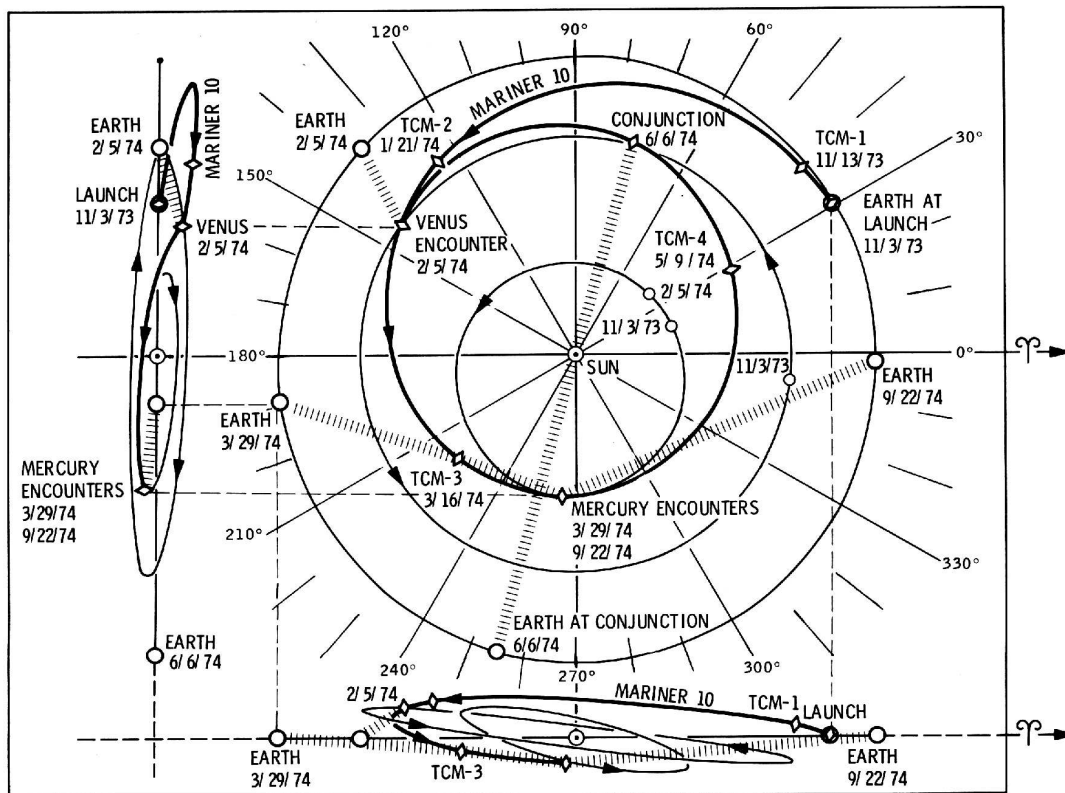 120°
90°
60°
30°
0°
330°
300°
270°
240°
210°
180°
150°
MARINER 10
EARTH
2/5/74
LAUNCH
11/3/73
VENUS
2/5/74
MERCURY
ENCOUNTERS
3/29/74
9/22/74
EARTH
6/6/74
EARTH
2/5/74
TCM-2
1/21/74
MARINER 10
CONJUNCTION
6/6/74
TCM-1
11/13/73
EARTH AT
LAUNCH
11/3/73
VENUS
ENCOUNTER
2/5/74
TCM-4
5/9/74
2/5/74
11/3/73
SUN
11/3/73
♈
EARTH
9/22/74
EARTH
3/29/74
TCM-3
3/16/74
MERCURY ENCOUNTERS
3/29/74
9/22/74
EARTH AT CONJUNCTION
6/6/74
2/5/74
MARINER 10
TCM-1
LAUNCH
♈
EARTH
3/29/74
TCM-3
EARTH
9/22/74